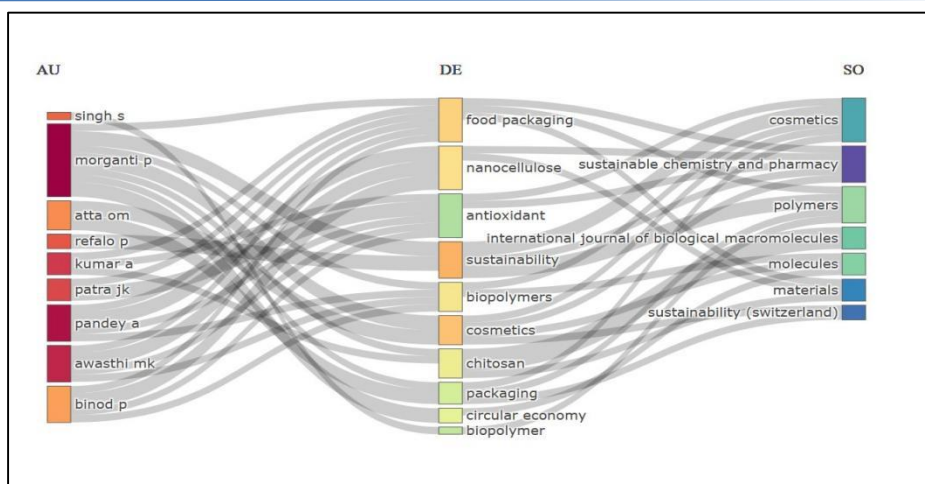 AU
DE
SO
singh s
morganti p
atta om
refalo p
kumar a
patra jk
pandey a
awasthi mk
binod p
food packaging
nanocellulose
antioxidant
sustainability
biopolymers
cosmetics
chitosan
packaging
circular economy
biopolymer
cosmetics
sustainable chemistry and pharmacy
polymers
international journal of biological macromolecules
molecules
materials
sustainability (switzerland)